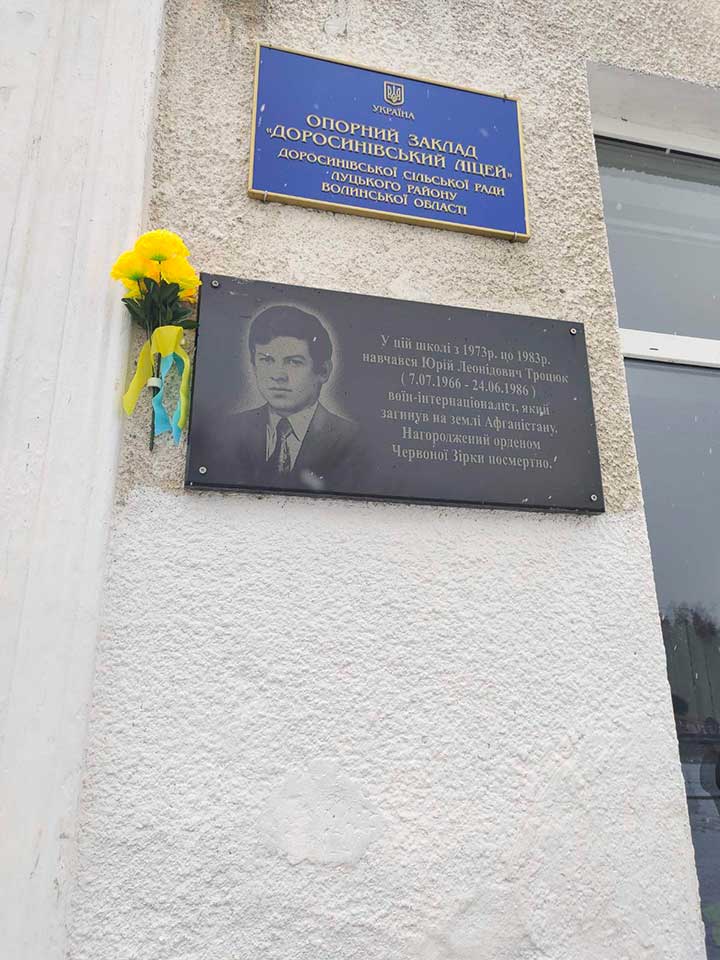 УКРАЇНА
ОПОРНИЙ ЗАКЛАД
«ДОРОСИНІВСЬКИЙ ЛІЦЕЙ»
ДОРОСИНІВСЬКОЇ СІЛЬСЬКОЇ РАДИ
ЛУЦЬКОГО РАЙОНУ
ВОЛИНСЬКОЇ ОБЛАСТІ
У цій школі з 1973р. по 1983р.
навчався Юрій Леонідович Троцюк
( 7.07.1966 - 24.06.1986 )
воїн-інтернаціоналіст, який
загинув на землі Афганістану.
Нагороджений орденом
Червоної Зірки посмертно.